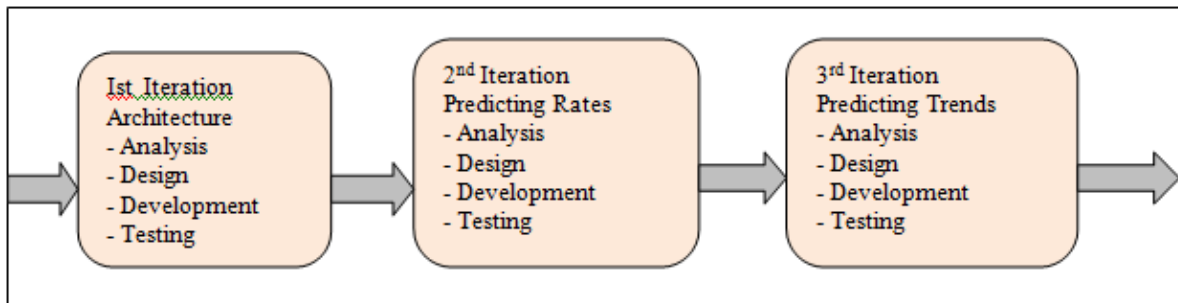 Ist Iteration
Architecture
- Analysis
- Design
- Development
- Testing
2nd Iteration
Predicting Rates
- Analysis
- Design
- Development
- Testing
3rd Iteration
Predicting Trends
- Analysis
- Design
- Development
- Testing